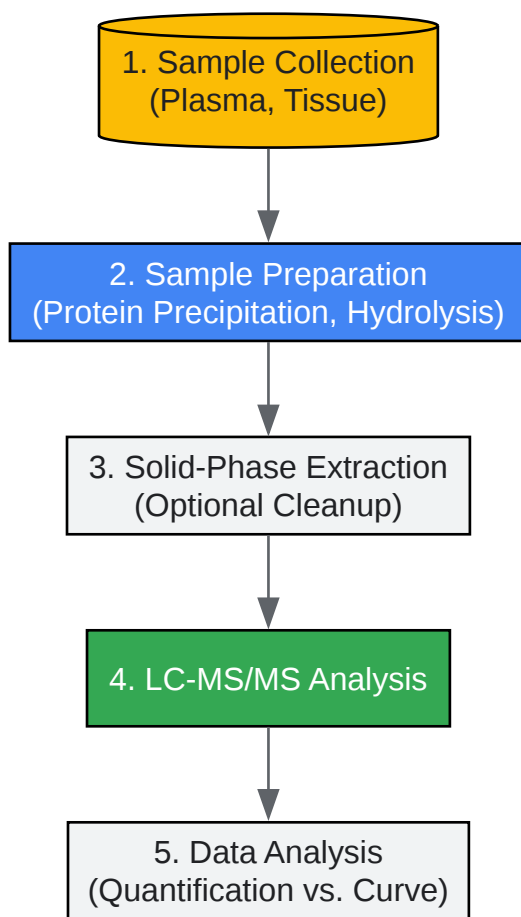 1. Sample Collection
(Plasma, Tissue)
2. Sample Preparation
(Protein Precipitation, Hydrolysis)
3. Solid-Phase Extraction
(Optional Cleanup)
4. LC-MS/MS Analysis
5. Data Analysis
(Quantification vs. Curve)